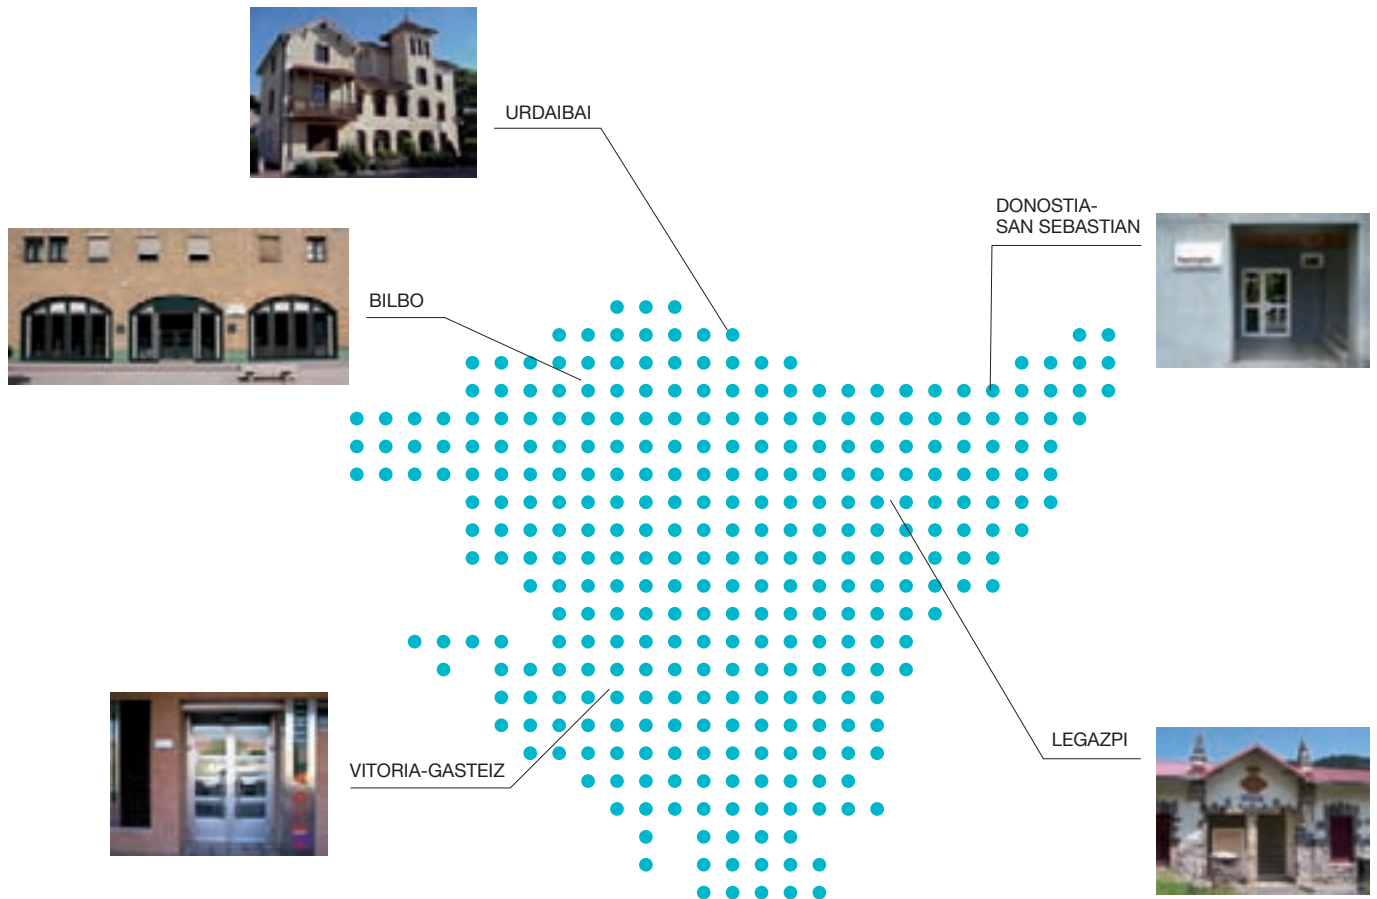 URDAIBAI
DONOSTIA-
SAN SEBASTIAN
BILBO
LEGAZPI
VITORIA-GASTEIZ